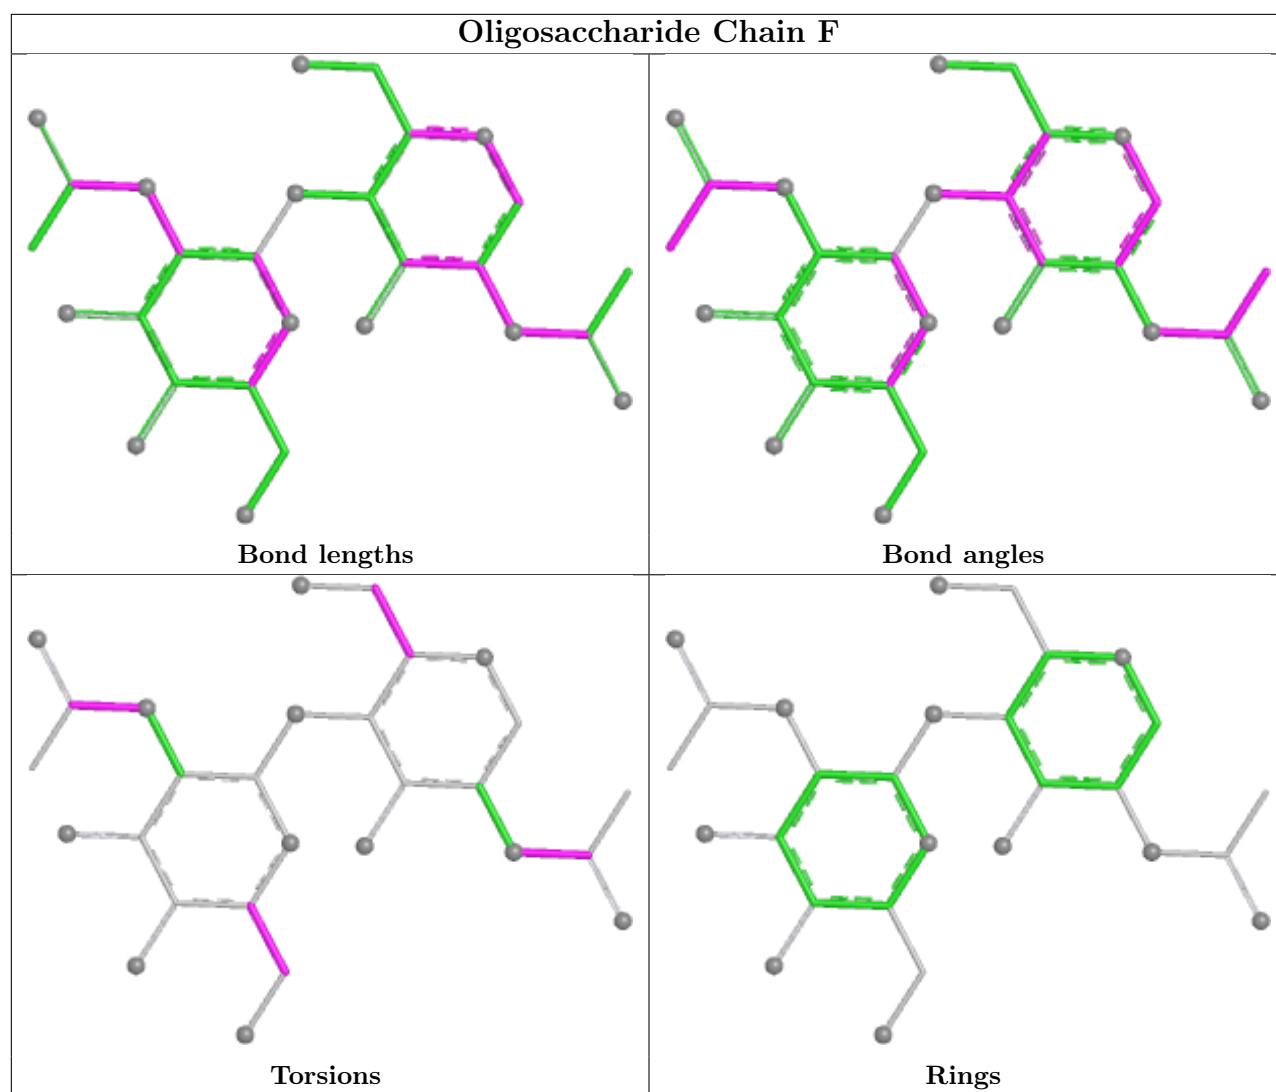 Oligosaccharide Chain F
Bond lengths
Bond angles
Torsions
Rings